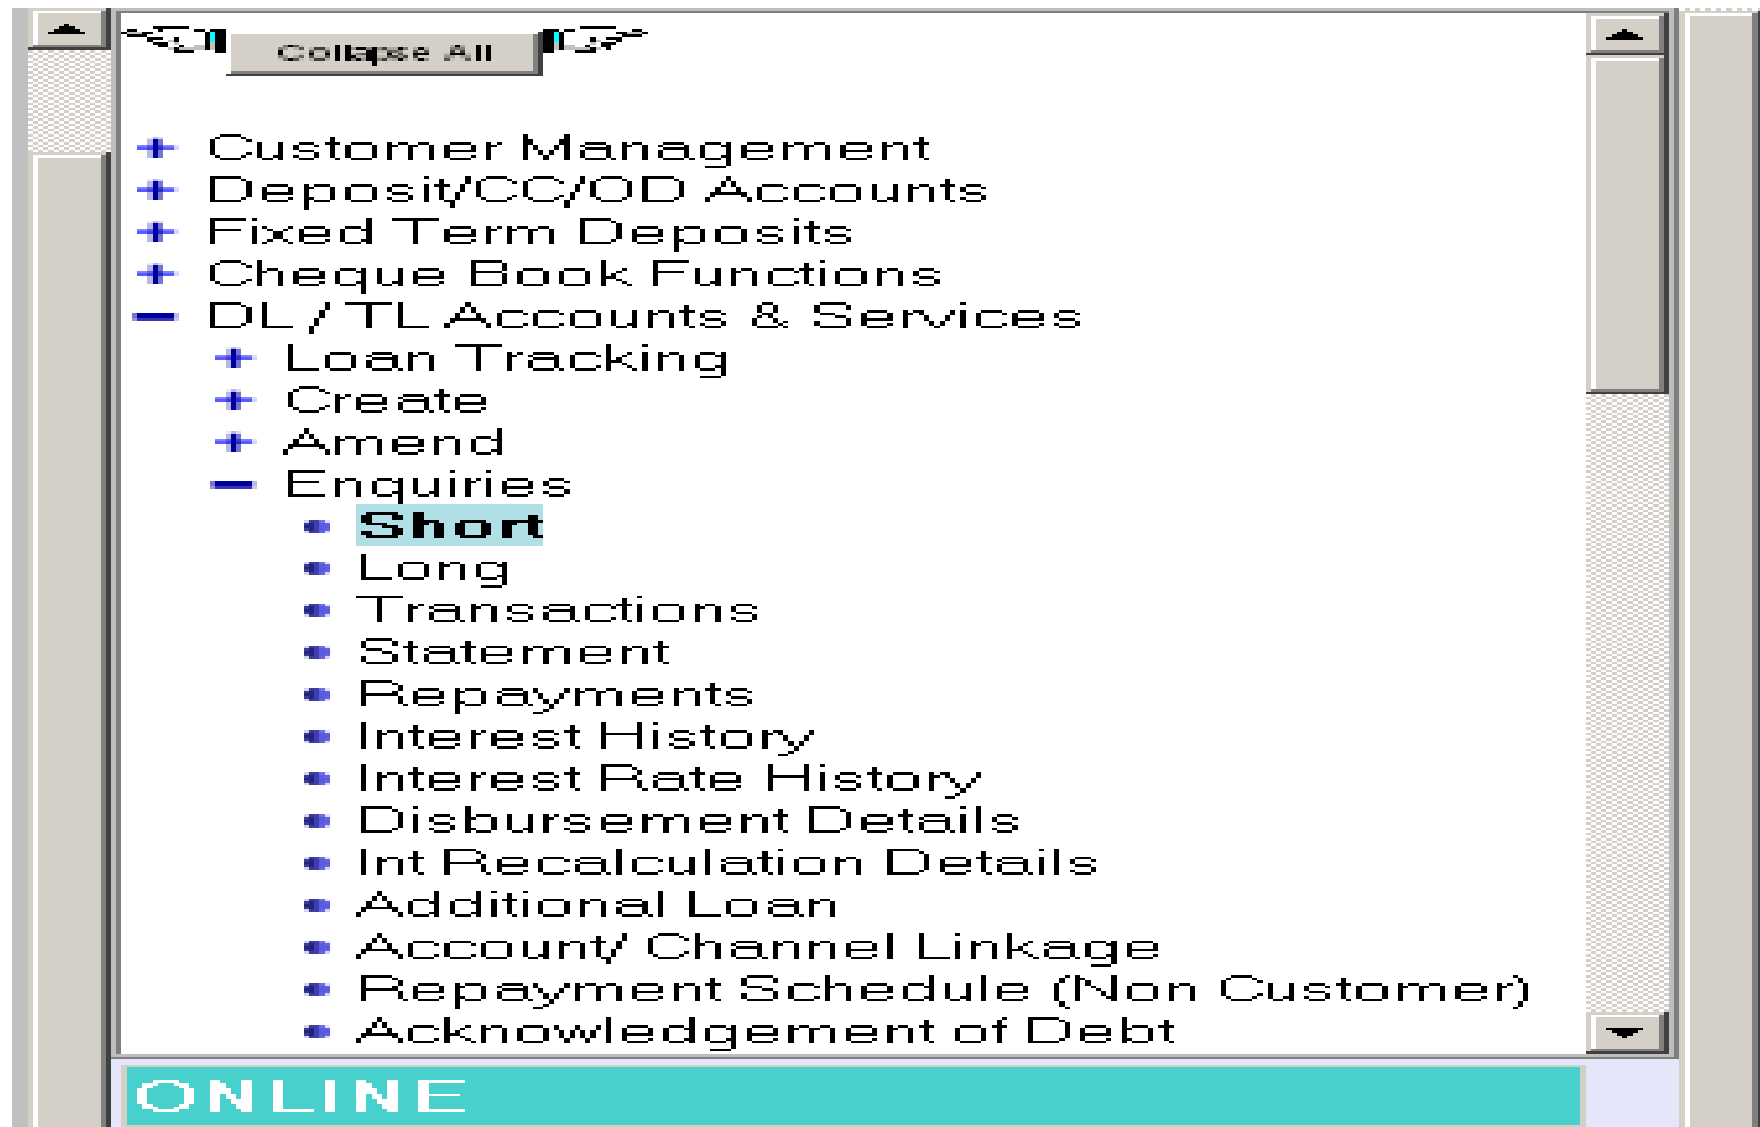 Collapse All
Customer Management
Deposit/CC/OD Accounts
Fixed Term Deposits
Cheque Book Functions
DL / TL Accounts & Services
Loan Tracking
Create
Amend
Enquiries
Short
Long
Transactions
Statement
Repayments
Interest History
Interest Rate History
Disbursement Details
Int Recalculation Details
Additional Loan
Account/ Channel Linkage
Repayment Schedule (Non Customer)
Acknowledgement of Debt
ONLINE